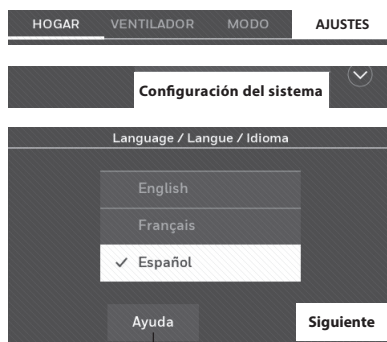 HOGAR VENTILADOR MODO AJUSTES
Configuración del sistema
Language / Langue / Idioma
English
Français
Español
Ayuda Siguiente